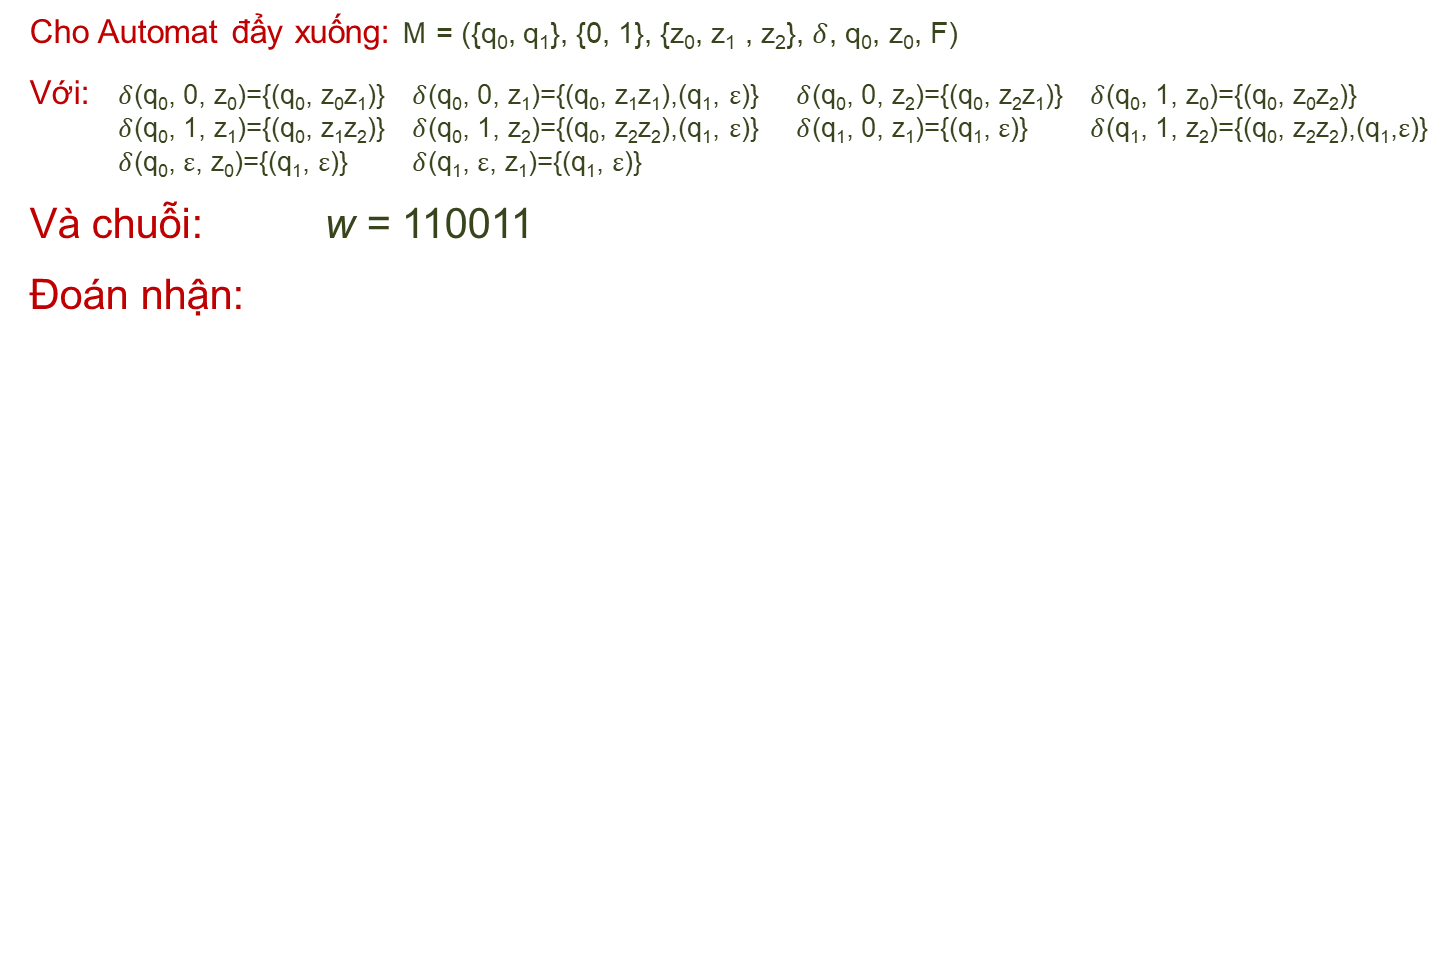 Cho Automat đẩy xuống: M = ({q₀, q₁}, {0, 1}, {z₀, z₁ , z₂}, 𝛿, q₀, z₀, F)
Với: 𝛿(q₀, 0, z₀)={(q₀, z₀z₁)} 𝛿(q₀, 0, z₁)={(q₀, z₁z₁),(q₁, ε)} 𝛿(q₀, 0, z₂)={(q₀, z₂z₁)} 𝛿(q₀, 1, z₀)={(q₀, z₀z₂)}
𝛿(q₀, 1, z₁)={(q₀, z₁z₂)} 𝛿(q₀, 1, z₂)={(q₀, z₂z₂),(q₁, ε)} 𝛿(q₁, 0, z₁)={(q₁, ε)} 𝛿(q₁, 1, z₂)={(q₀, z₂z₂),(q₁,ε)}
𝛿(q₀, ε, z₀)={(q₁, ε)} 𝛿(q₁, ε, z₁)={(q₁, ε)}
Và chuỗi: w = 110011
Đoán nhận: